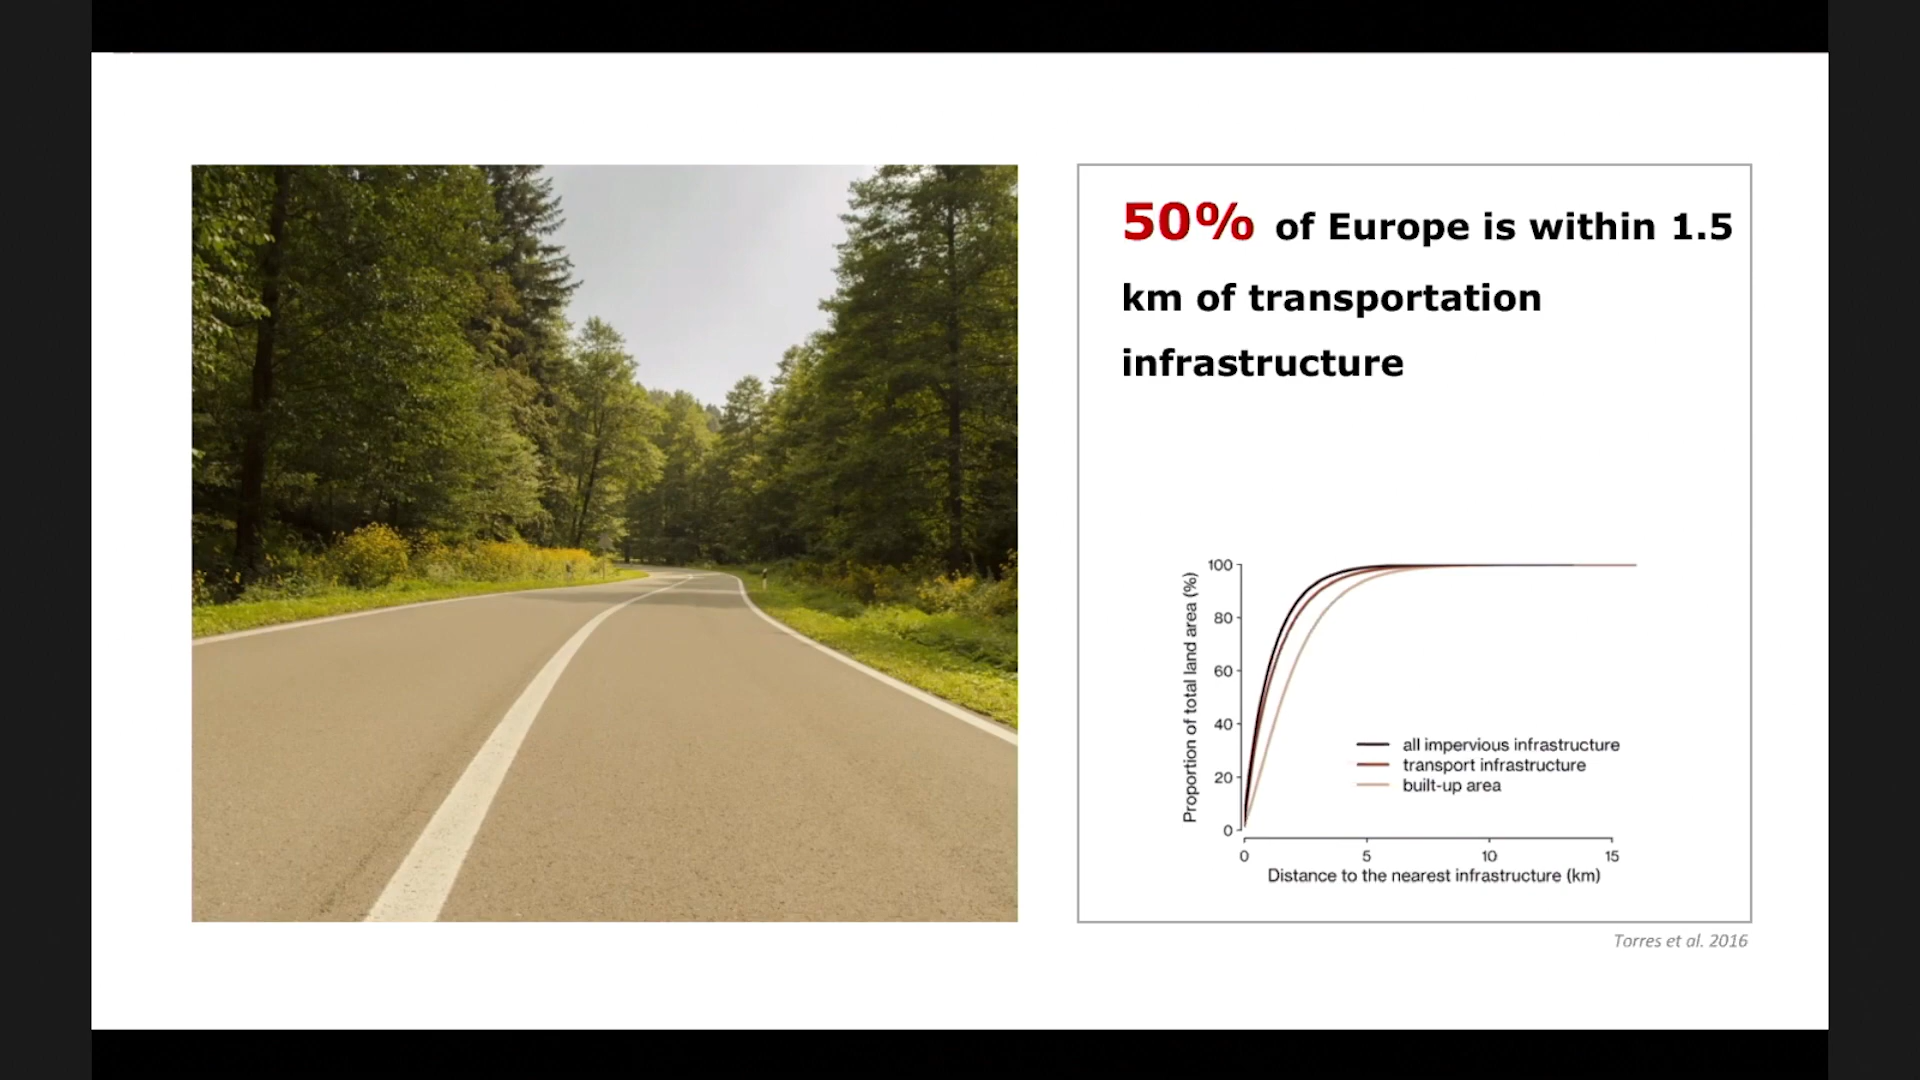 50% of Europe is within 1.5
km of transportation
infrastructure
Proportion of total land area (%)
100
80
60
40
20
0
all impervious infrastructure
transport infrastructure
built-up area
0 5 10 15
Distance to the nearest infrastructure (km)
Torres et al. 2016